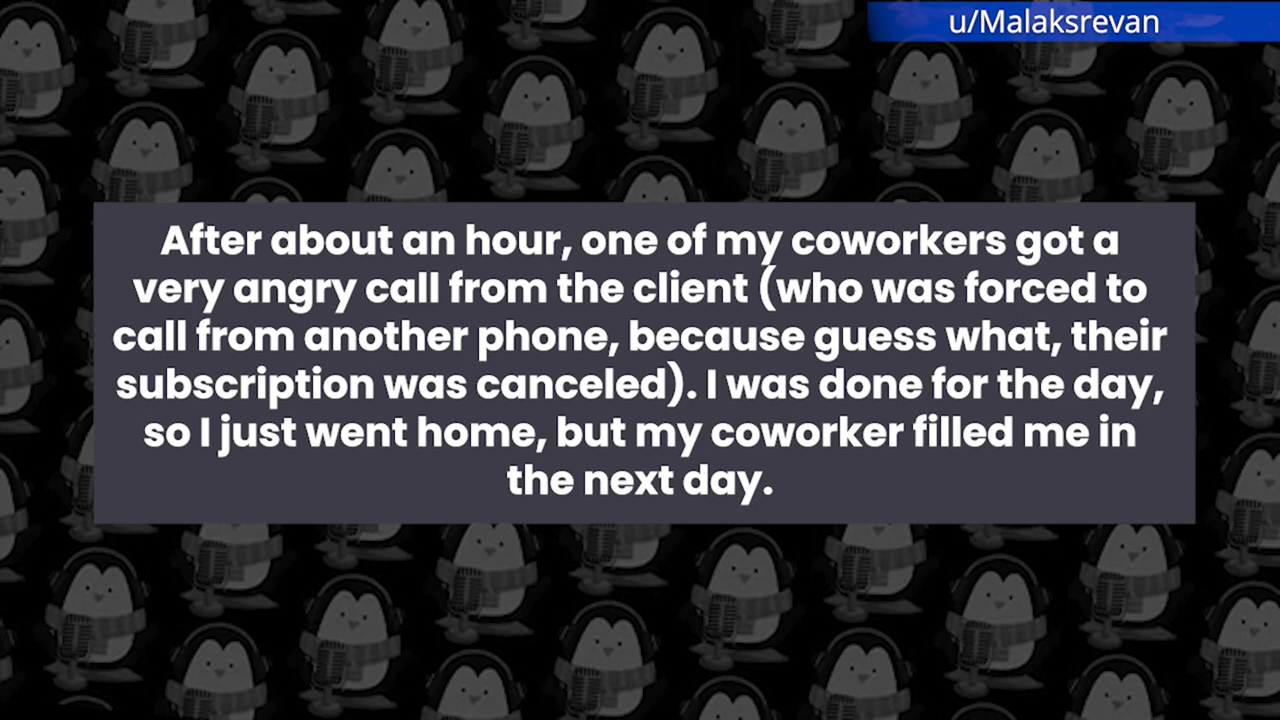 u/Malaksrevan
After about an hour, one of my coworkers got a
very angry call from the client (who was forced to
call from another phone, because guess what, their
subscription was canceled). I was done for the day,
so I just went home, but my coworker filled me in
the next day.